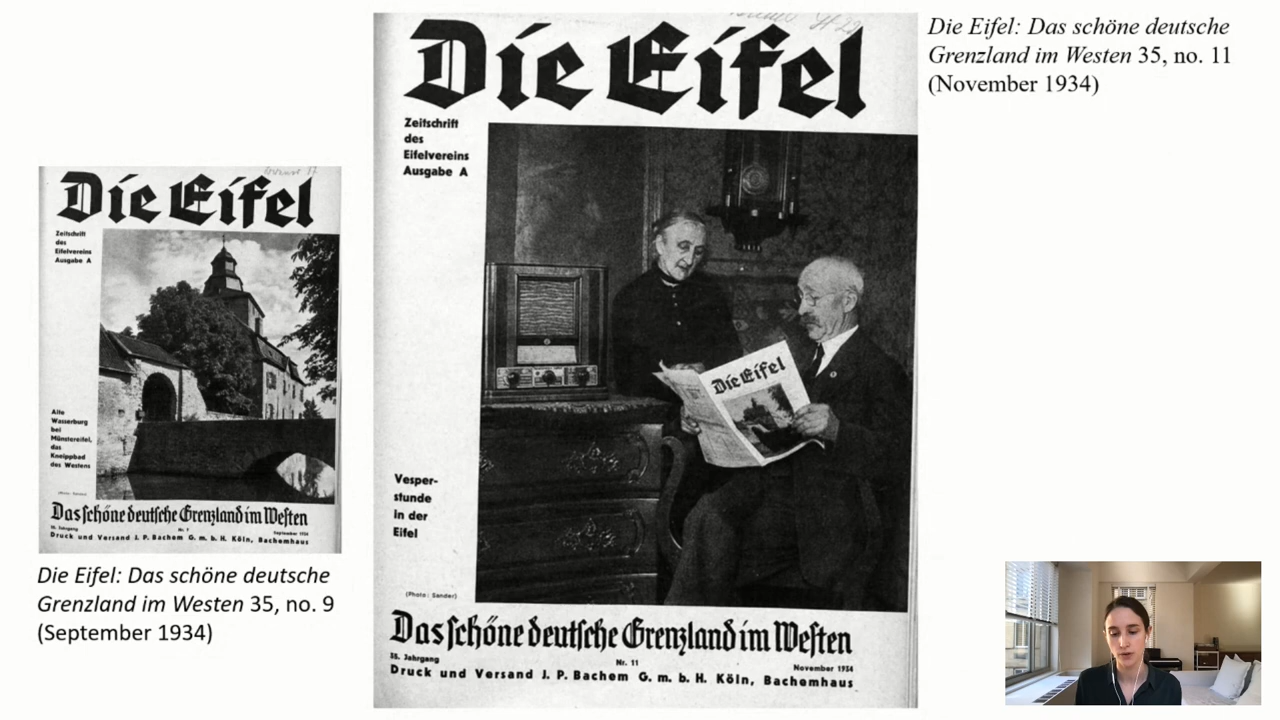 Die Eifel
Zeitschrift
des
Eifelvereins
Ausgabe A
Alte
Wasserburg
bei
Münstereifel,
das
Kneippbad
des Westens
Das schöne deutsche Grenzland im Westen
35. Jahrgang
September 1934
Druck und Versand J. P. Bachem G. m. b. H. Köln, Bachemhaus
Die Eifel: Das schöne deutsche
Grenzland im Westen 35, no. 9
(September 1934)
Die Eifel
Zeitschrift
des
Eifelvereins
Ausgabe A
Die Eifel
Vesper-
stunde
in der
Eifel
(Photo: Sander)
Das schöne deutsche Grenzland im Westen
35. Jahrgang
Nr. 11
November 1934
Druck und Versand J. P. Bachem G. m. b. H. Köln, Bachemhaus
Die Eifel: Das schöne deutsche
Grenzland im Westen 35, no. 11
(November 1934)